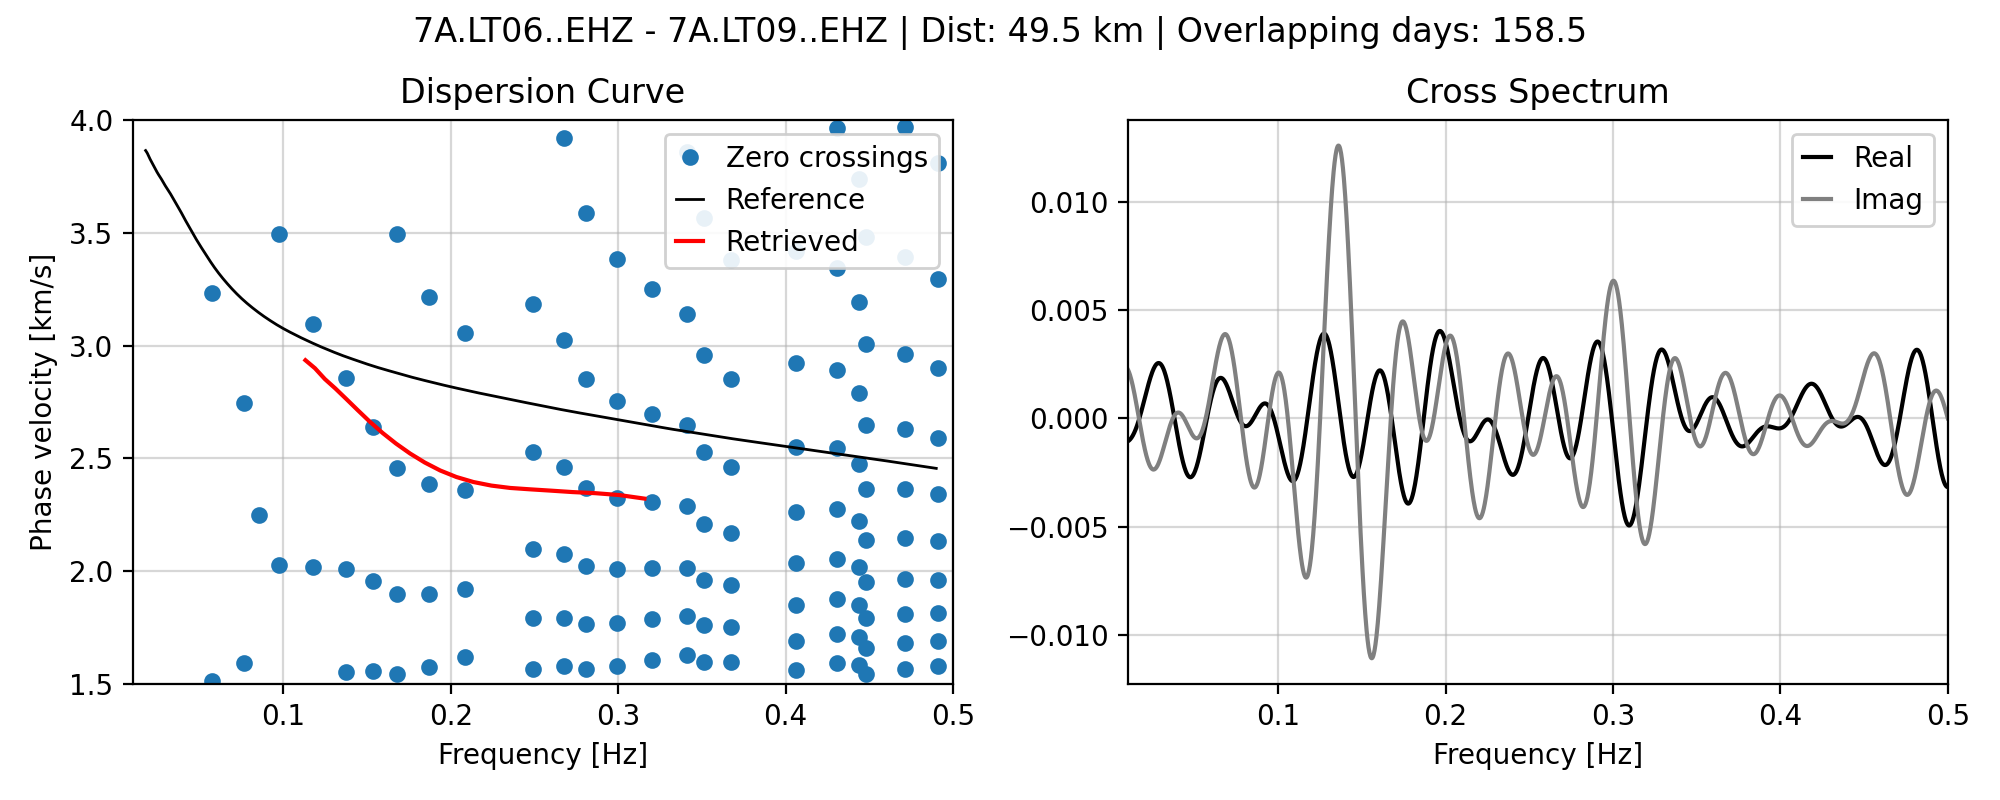 7A.LT06..EHZ - 7A.LT09..EHZ | Dist: 49.5 km | Overlapping days: 158.5
Dispersion Curve
4.0
3.5
3.0
2.5
2.0
1.5
Phase velocity [km/s]
0.1
0.2
0.3
0.4
0.5
Frequency [Hz]
Zero crossings
Reference
Retrieved
Cross Spectrum
0.010
0.005
0.000
−0.005
−0.010
0.1
0.2
0.3
0.4
0.5
Frequency [Hz]
Real
Imag